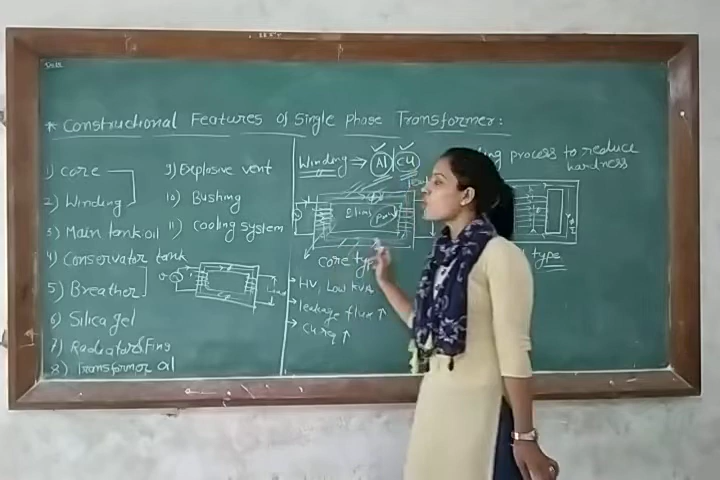 Date
* Constructional Features of Single phase Transformer:
1) core
2) Winding
3) Main tank oil
4) Conservator tank
5) Breather
6) Silica gel
7) Radiators Fins
8) Transformer oil
9) Explosive vent
10) Bushing
11) cooling system
Winding ⇒ Al Cu
core type
→ HV, Low KVA
→ leakage flux ↑
→ Cu ↑
process to reduce
hardness
type